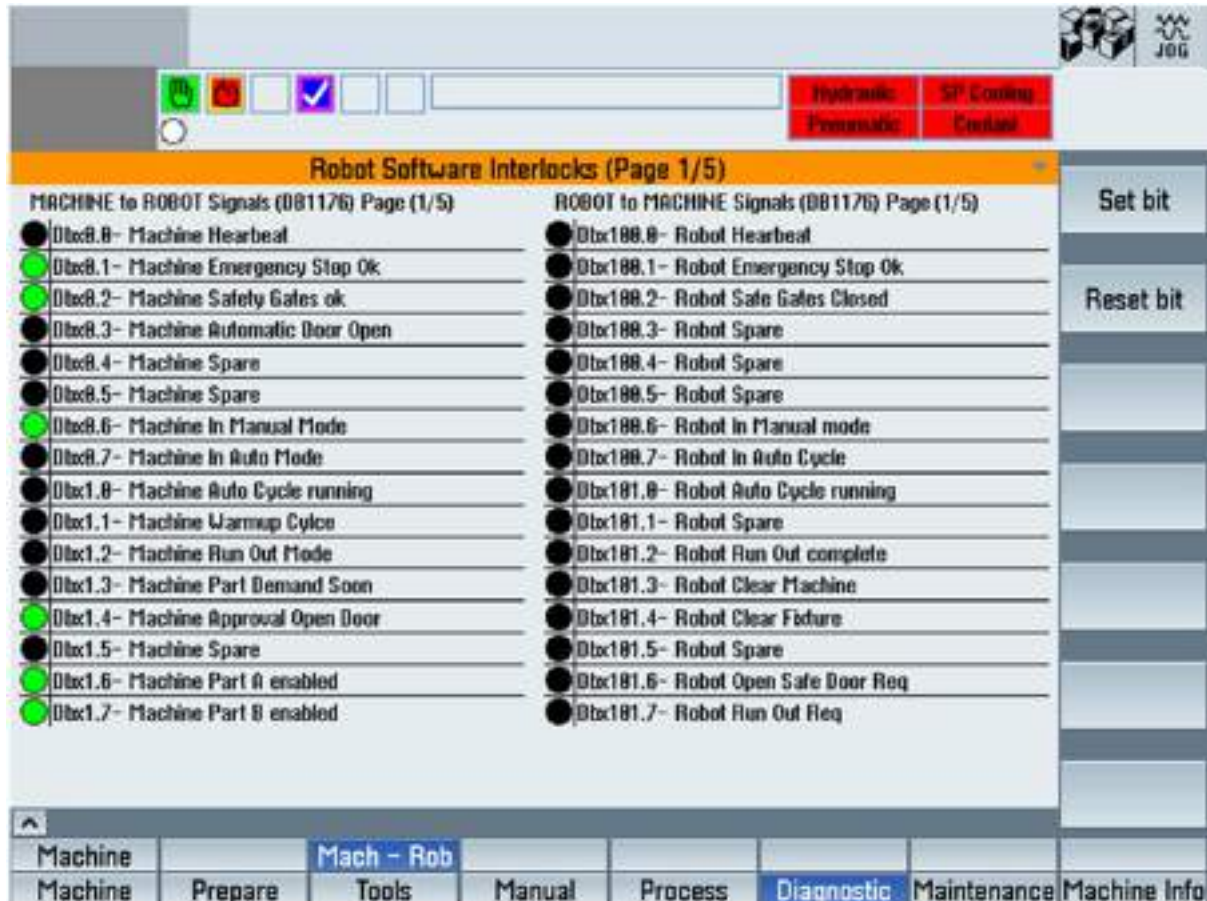 JOG
Hydraulic SP Cooling
Pneumatic Coolant
Robot Software Interlocks (Page 1/5)
MACHINE to ROBOT Signals (DB1176) Page (1/5) ROBOT to MACHINE Signals (DB1176) Page (1/5)
Dbx0.0- Machine Hearbeat Dbx100.0- Robot Hearbeat
Dbx0.1- Machine Emergency Stop Ok Dbx100.1- Robot Emergency Stop Ok
Dbx0.2- Machine Safety Gates ok Dbx100.2- Robot Safe Gates Closed
Dbx0.3- Machine Automatic Door Open Dbx100.3- Robot Spare
Dbx0.4- Machine Spare Dbx100.4- Robot Spare
Dbx0.5- Machine Spare Dbx100.5- Robot Spare
Dbx0.6- Machine In Manual Mode Dbx100.6- Robot In Manual mode
Dbx0.7- Machine In Auto Mode Dbx100.7- Robot In Auto Cycle
Dbx1.0- Machine Auto Cycle running Dbx101.0- Robot Auto Cycle running
Dbx1.1- Machine Warmup Cylce Dbx101.1- Robot Spare
Dbx1.2- Machine Run Out Mode Dbx101.2- Robot Run Out complete
Dbx1.3- Machine Part Demand Soon Dbx101.3- Robot Clear Machine
Dbx1.4- Machine Approval Open Door Dbx101.4- Robot Clear Fixture
Dbx1.5- Machine Spare Dbx101.5- Robot Spare
Dbx1.6- Machine Part A enabled Dbx101.6- Robot Open Safe Door Req
Dbx1.7- Machine Part B enabled Dbx101.7- Robot Run Out Req
Set bit
Reset bit
Machine Mach - Rob
Machine Prepare Tools Manual Process Diagnostic Maintenance Machine Info